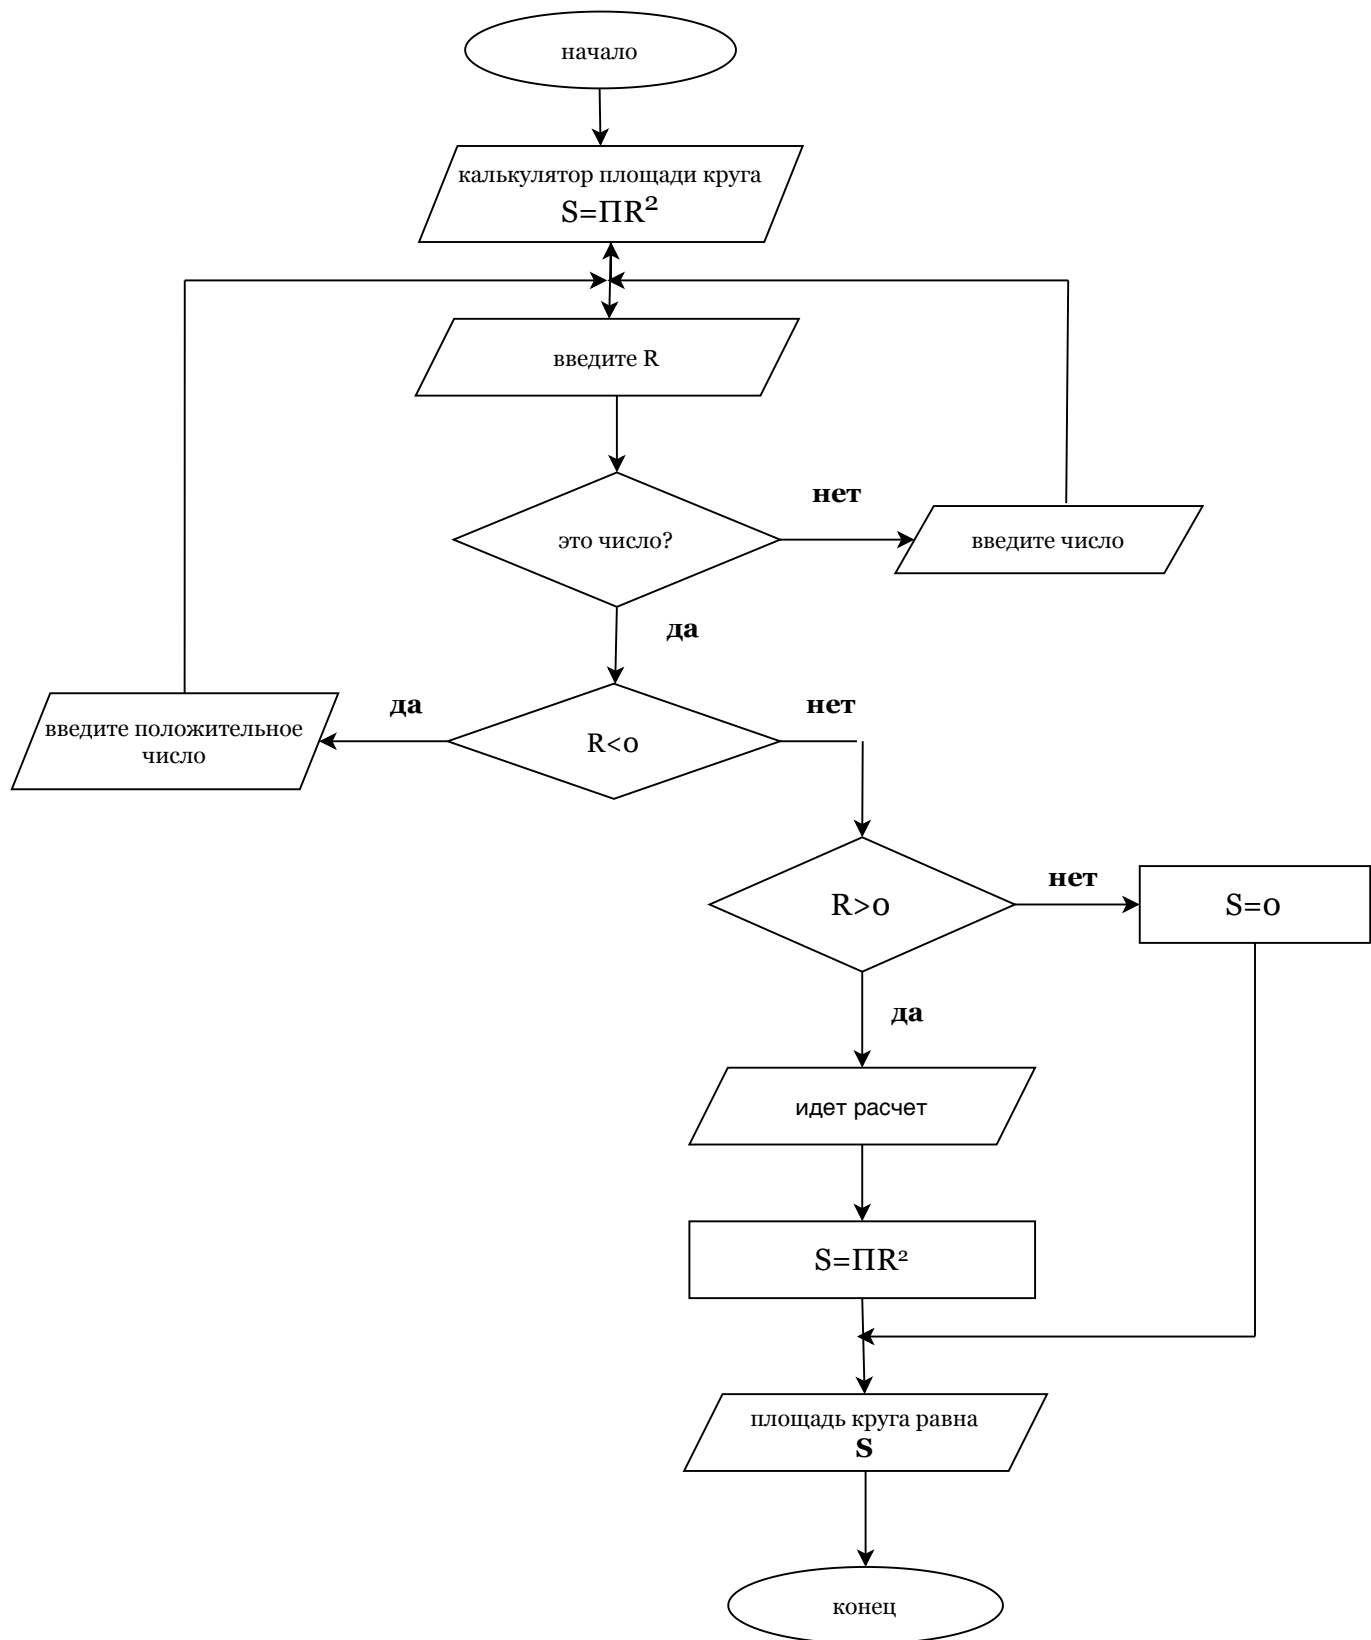 начало
калькулятор площади круга
S=ПR²
введите R
нет
это число?
введите число
да
да
нет
введите положительное
число
R<0
нет
R>0
S=0
да
идет расчет
S=ПR²
площадь круга равна
S
конец